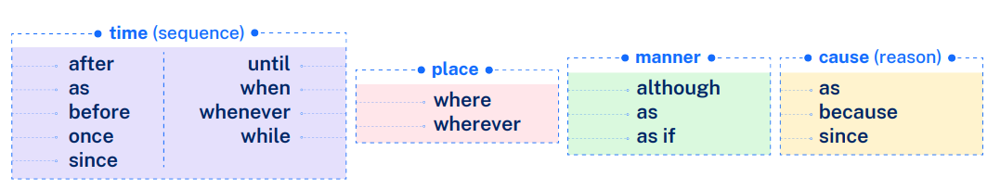 time (sequence)
after
as
before
once
since
until
when
whenever
while
place
where
wherever
manner
although
as
as if
cause (reason)
as
because
since